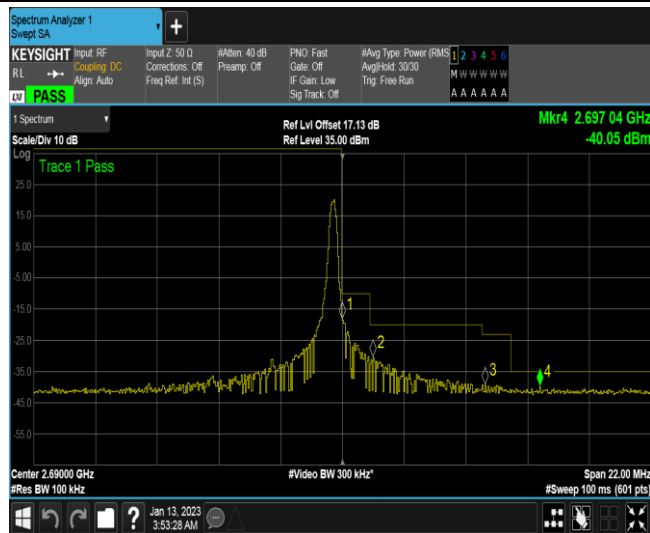 Spectrum Analyzer 1
Swept SA
+
KEYSIGHT
RL
LXI PASS
Input: RF
Coupling: DC
Align: Auto
Input Z: 50 Ω
Corrections: Off
Freq Ref: Int (S)
#Atten: 40 dB
Preamp: Off
PNO: Fast
Gate: Off
IF Gain: Low
Sig Track: Off
#Avg Type: Power (RMS
Avg|Hold: 30/30
Trig: Free Run
1 2 3 4 5 6
M W W W W W
A A A A A A
1 Spectrum
Scale/Div 10 dB
Ref Lvl Offset 17.13 dB
Ref Level 35.00 dBm
Mkr4 2.697 04 GHz
-40.05 dBm
Log
Trace 1 Pass
25.0
15.0
5.00
-5.00
-15.0
-25.0
-35.0
-45.0
-55.0
1
2
3
4
Center 2.69000 GHz
#Res BW 100 kHz
#Video BW 300 kHz*
Span 22.00 MHz
#Sweep 100 ms (601 pts)
?
Jan 13, 2023
3:53:28 AM